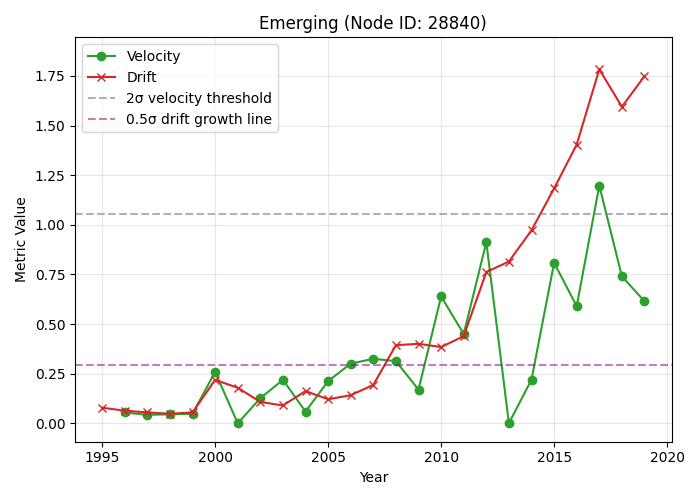 Emerging (Node ID: 28840)
Velocity
Drift
2σ velocity threshold
0.5σ drift growth line
Metric Value
1.75
1.50
1.25
1.00
0.75
0.50
0.25
0.00
1995 2000 2005 2010 2015 2020
Year